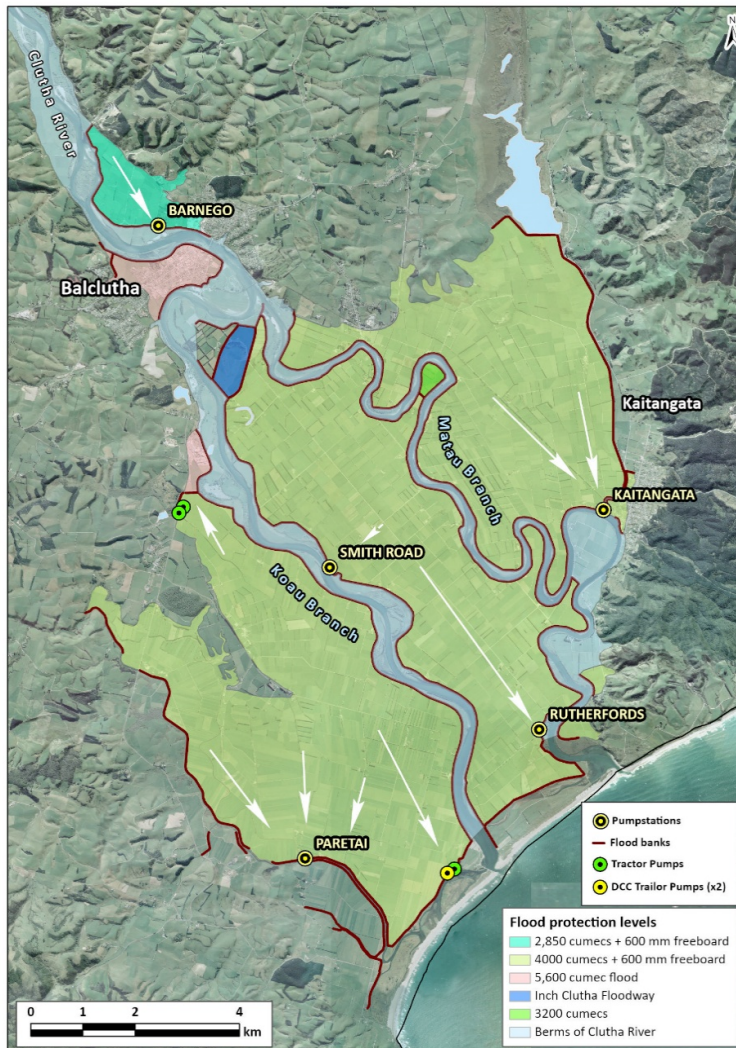 N
Clutha River
BARNEGO
Balclutha
Kaitangata
Matau Branch
KAITANGATA
SMITH ROAD
Koau Branch
RUTHERFORDS
PARETAI
Pumpstations
Flood banks
Tractor Pumps
DCC Trailor Pumps (x2)
Flood protection levels
2,850 cumecs + 600 mm freeboard
4000 cumecs + 600 mm freeboard
5,600 cumec flood
Inch Clutha Floodway
3200 cumecs
Berms of Clutha River
0 2 4
km